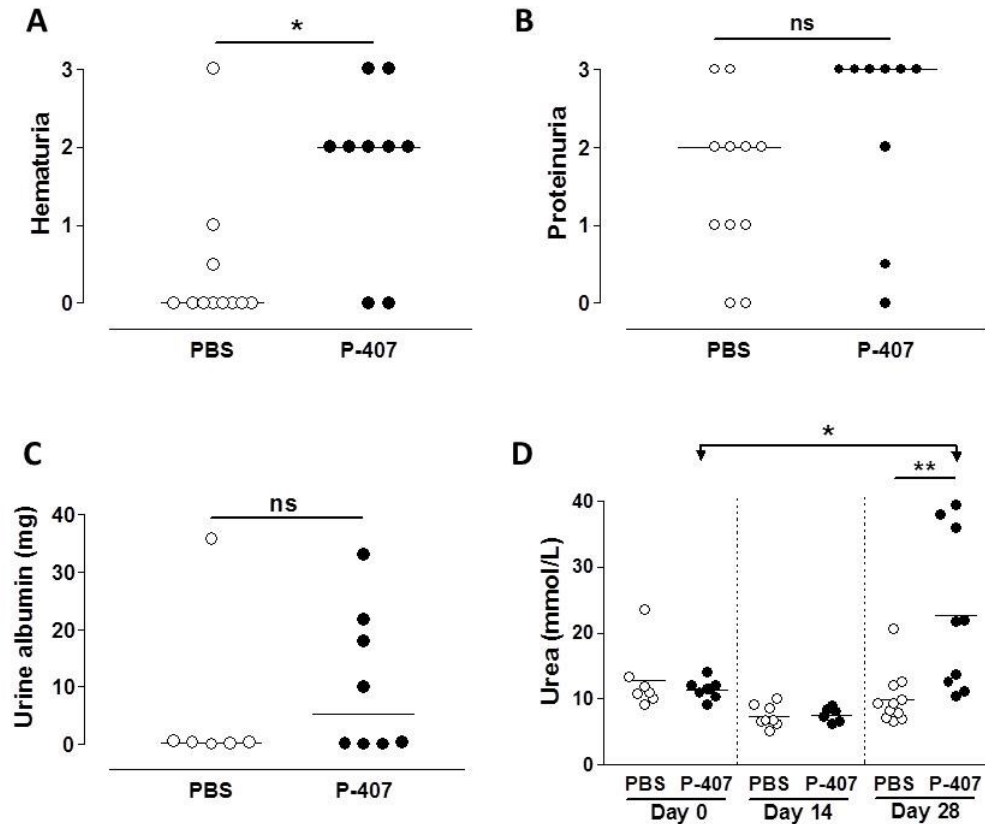 A
*
Hematuria
3
2
1
0
PBS P-407
B
ns
Proteinuria
3
2
1
0
PBS P-407
C
ns
Urine albumin (mg)
40
30
20
10
0
PBS P-407
D
*
**
Urea (mmol/L)
40
30
20
10
0
PBS P-407 PBS P-407 PBS P-407
Day 0 Day 14 Day 28